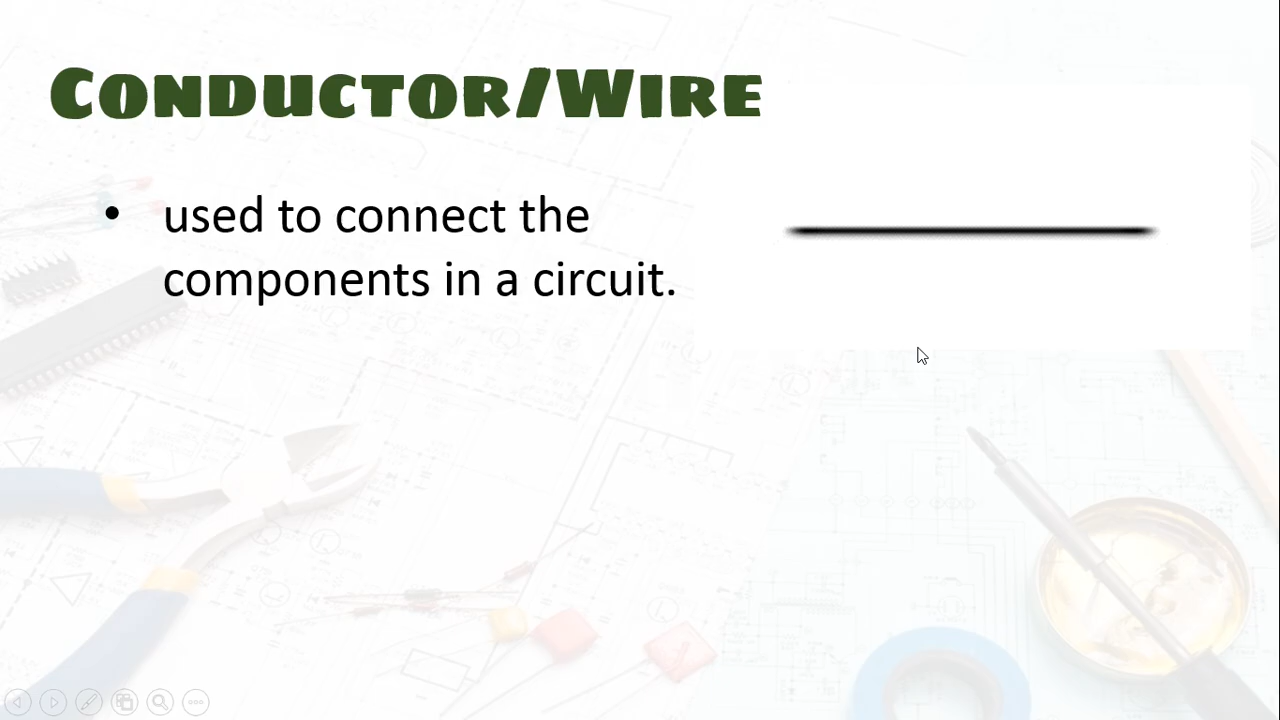 CONDUCTOR/WIRE
• used to connect the
components in a circuit.